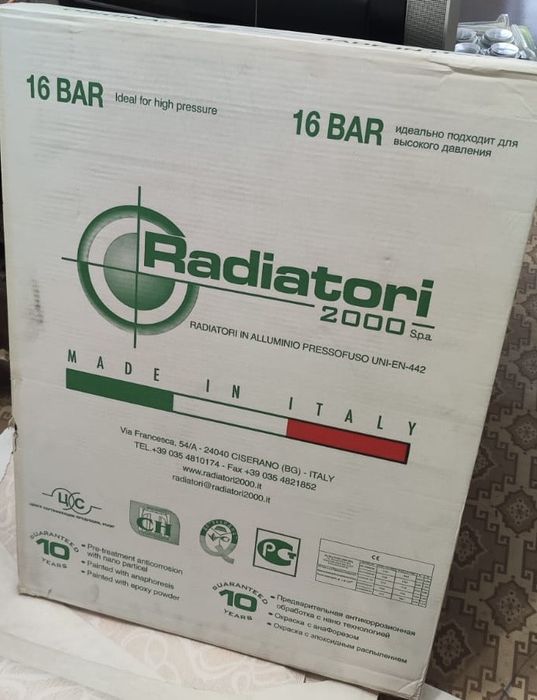 16 BAR Ideal for high pressure
16 BAR идеально подходит для
высокого давления
Radiatori
2000 S.p.a.
RADIATORI IN ALLUMINIO PRESSOFUSO UNI-EN-442
MADE IN ITALY
Via Francesca, 54/A - 24040 CISERANO (BG) - ITALY
TEL.+39 035 4810174 - Fax +39 035 4821852
www.radiatori2000.it
radiatori@radiatori2000.it
CH
CE
GUARANTEED
10
YEARS
- Pre-treatment anticorrosion
with nano particel
- Painted with anaphoresis
- Painted with epoxy powder
GUARANTEED
10
YEARS
- Предварительная антикоррозионная
обработка с нано технологией
- Окраска с анафорезом
- Окраска с эпоксидным распылением